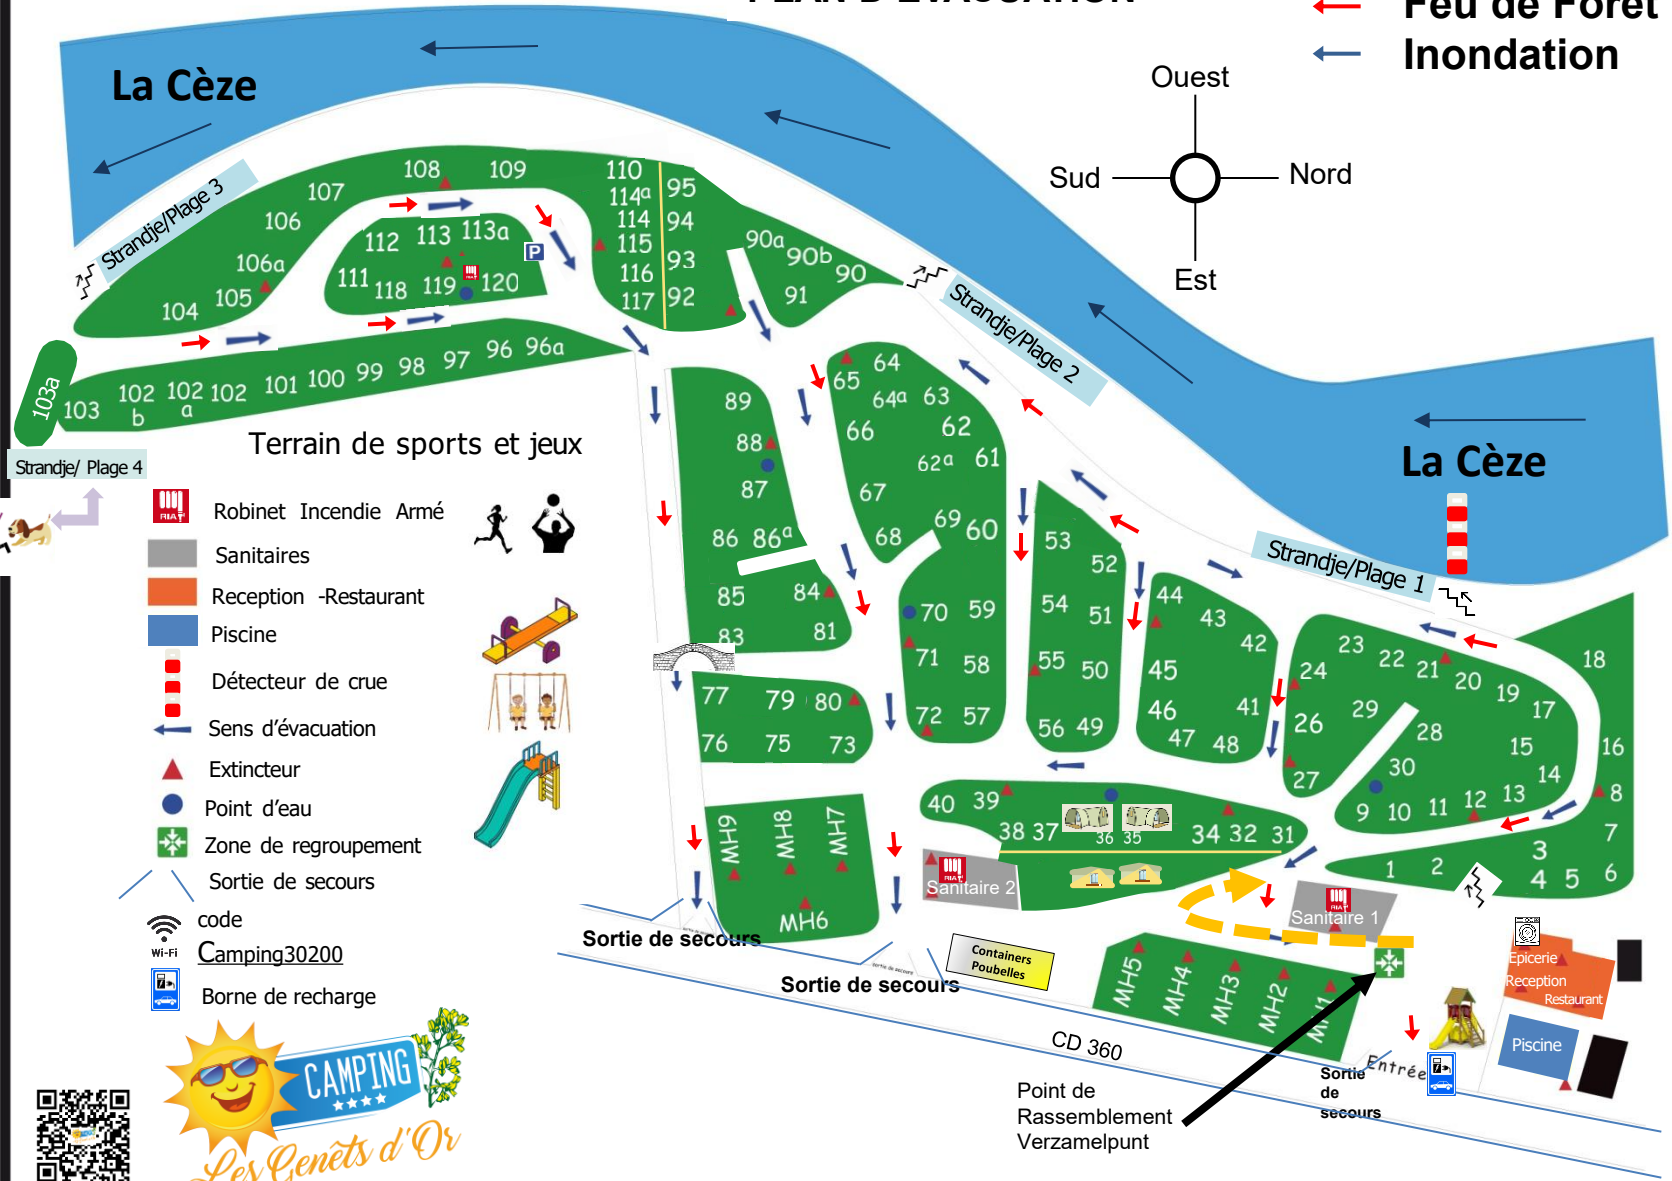 PLAN D'EVACUATION
Feu de Forêt
Inondation
La Cèze
Ouest
Sud
Nord
Est
Strandje/Plage 3
Strandje/Plage 2
La Cèze
Strandje/Plage 1
108
109
107
106
106a
105
104
110
114a
114
115
116
117
95
94
93
92
90a
90b
90
91
112
113
113a
111
118
119
120
P
103a
103
102 b
102 a
102
101
100
99
98
97
96
96a
Strandje/ Plage 4
Terrain de sports et jeux
RIA
Robinet Incendie Armé
Sanitaires
Reception -Restaurant
Piscine
Détecteur de crue
Sens d'évacuation
Extincteur
Point d'eau
Zone de regroupement
Sortie de secours
Wi-Fi
code
Camping30200
Borne de recharge
CAMPING
Les Genêts d'Or
89
88
87
86
86a
85
84
83
81
77
79
80
76
75
73
MH9
MH8
MH7
MH6
64
65
64a
63
66
62
62a
61
67
69
60
68
70
59
71
58
72
57
53
52
54
51
55
50
56
49
44
43
42
45
46
41
47
48
23
22
21
20
19
17
24
29
26
28
15
27
30
14
9
10
11
12
13
18
16
8
7
6
5
4
3
2
1
40
39
38
37
36
35
34
32
31
RIA
Sanitaire 2
RIA
Sanitaire 1
MH5
MH4
MH3
MH2
MH1
Epicerie
Reception
Restaurant
Piscine
Containers
Poubelles
Sortie de secours
sortie de secours
Sortie de secours
CD 360
Entrée
Sortie
de
secours
Point de
Rassemblement
Verzamelpunt